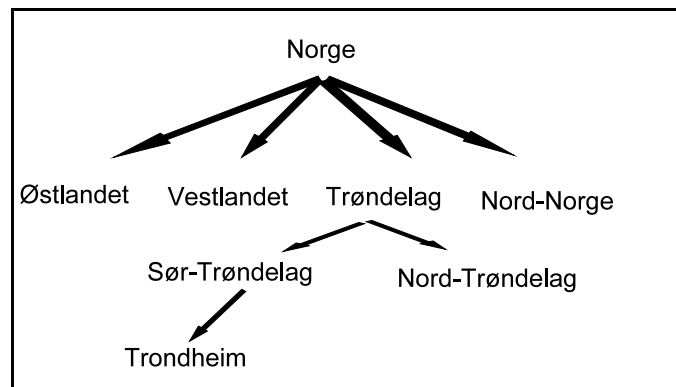 Norge
Østlandet Vestlandet Trøndelag Nord-Norge
Sør-Trøndelag Nord-Trøndelag
Trondheim